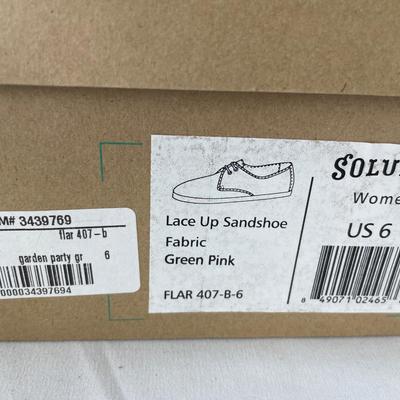 M# 3439769
flar 407-b
garden party gr 6
000034397694
Lace Up Sandshoe
Fabric
Green Pink
FLAR 407-B-6
SOLU
Wome
US 6
49071 02465